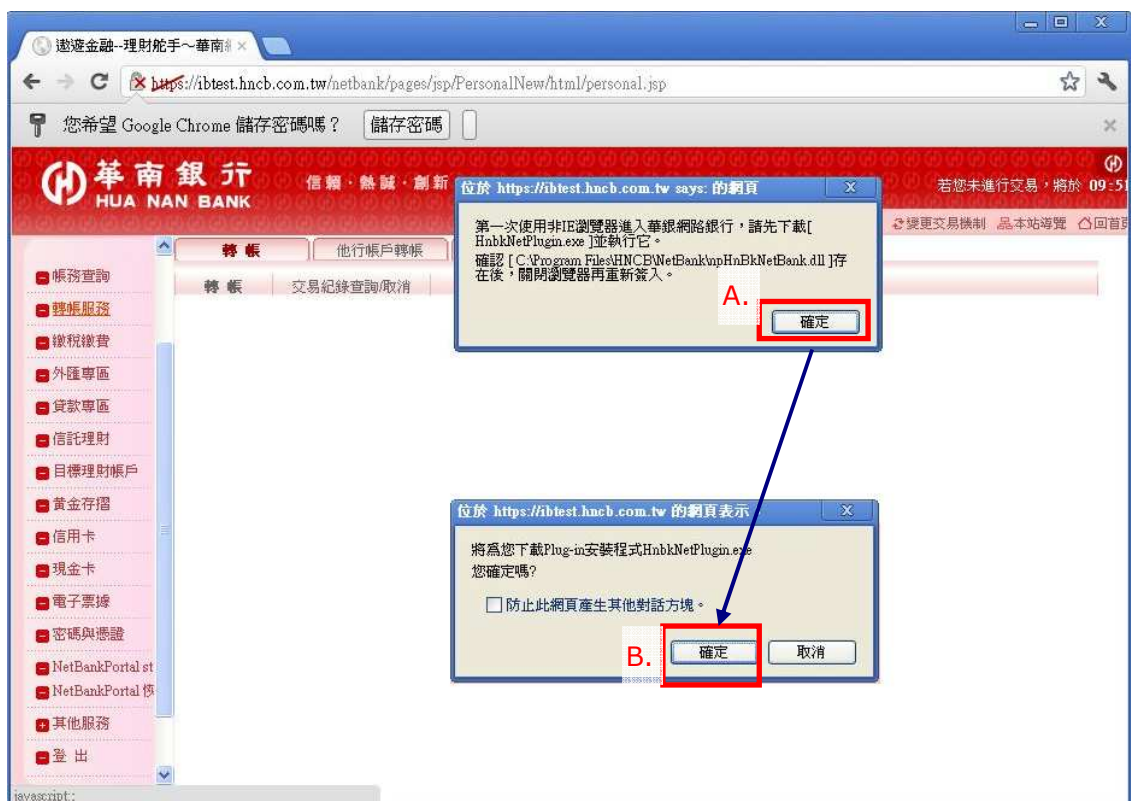 遨遊金融--理財舵手~華南
https://ibtest.hncb.com.tw/netbank/pages/jsp/PersonalNew/html/personal.jsp
您希望 Google Chrome 儲存密碼嗎？ 儲存密碼
華南銀行
HUA NAN BANK
信賴・熱誠・創新
若您未進行交易，將於 09:51
變更交易機制 本站導覽 回首頁
轉帳 他行帳戶轉帳
轉帳 交易紀錄查詢/取消
帳務查詢
轉帳服務
繳稅繳費
外匯專區
貸款專區
信託理財
目標理財帳戶
黃金存摺
信用卡
現金卡
電子票據
密碼與憑證
NetBankPortal st
NetBankPortal 恢
其他服務
登 出
位於 https://ibtest.hncb.com.tw says: 的網頁 X
第一次使用非IE瀏覽器進入華銀網路銀行，請先下載[
HnbkNetPlugin.exe ]並執行它。
確認 [ C:\Program Files\HNCB\NetBank\npHnBkNetBank.dll ]存
在後，關閉瀏覽器再重新簽入。
A.
確定
位於 https://ibtest.hncb.com.tw 的網頁表示 X
將為您下載Plug-in安裝程式HnbkNetPlugin.exe
您確定嗎?
防止此網頁產生其他對話方塊。
B.
確定 取消
javascript:;